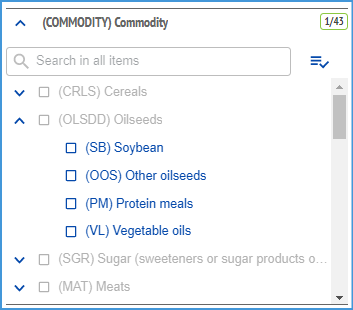 (COMMODITY) Commodity 1/43
Search in all items
(CRLS) Cereals
(OLSDD) Oilseeds
(SB) Soybean
(OOS) Other oilseeds
(PM) Protein meals
(VL) Vegetable oils
(SGR) Sugar (sweeteners or sugar products o...
(MAT) Meats